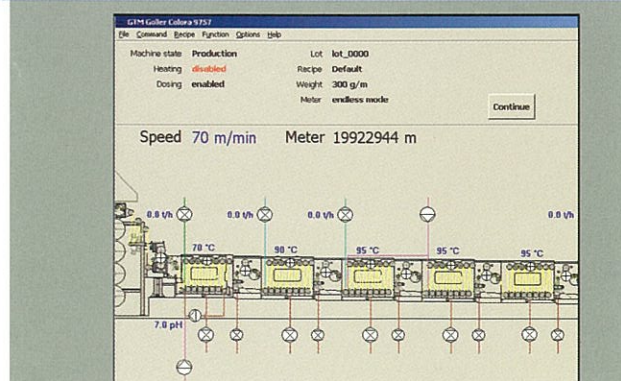 GTM Goller Colora 9757
File Command Recipe Function Options Help
Machine state Production Lot lot_0000
Heating disabled Recipe Default
Dosing enabled Weight 300 g/m
Meter endless mode
Continue
Speed 70 m/min Meter 19922944 m
0.0 t/h 0.0 t/h 0.0 t/h 0.0 t/h
70 °C 90 °C 95 °C 95 °C 95 °C
7.0 pH